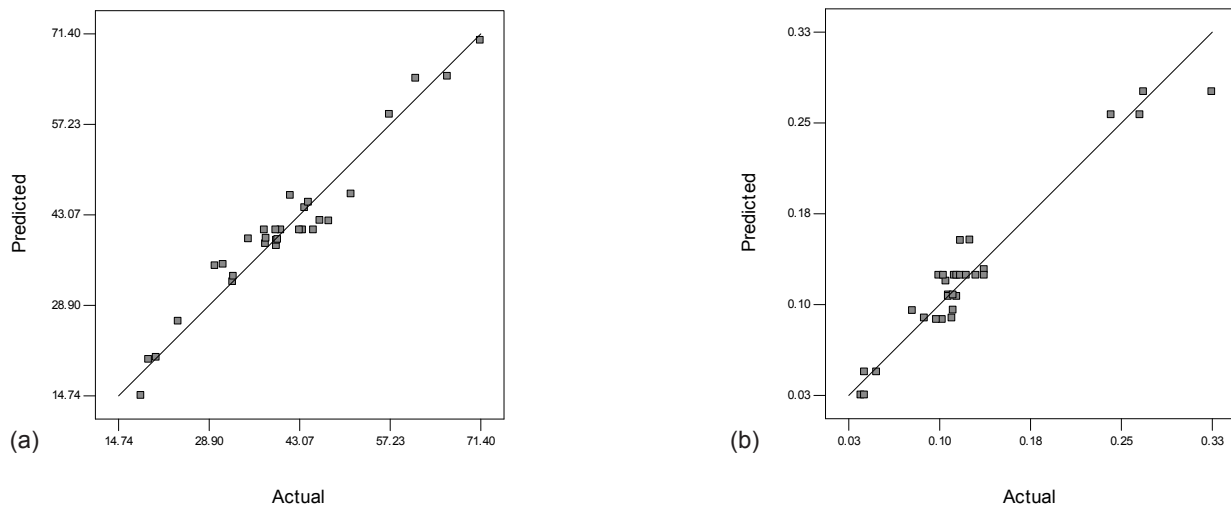 71.40
57.23
43.07
28.90
14.74
Predicted
(a)
14.74 28.90 43.07 57.23 71.40
Actual
0.33
0.25
0.18
0.10
0.03
Predicted
(b)
0.03 0.10 0.18 0.25 0.33
Actual